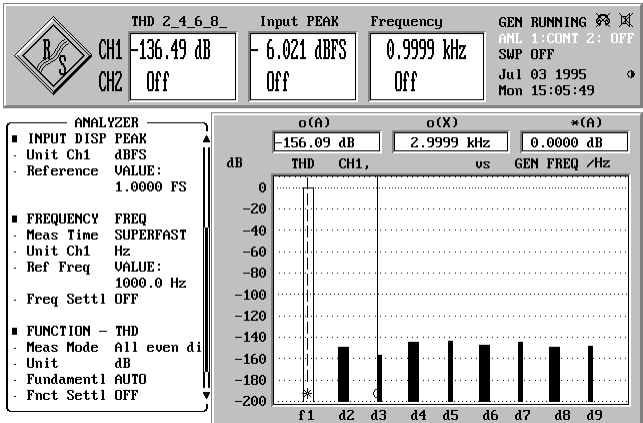 THD 2_4_6_8_ Input PEAK Frequency
CH1 -136.49 dB - 6.021 dBFS 0.9999 kHz
CH2 Off Off Off
R S
GEN RUNNING
ANL 1:CONT 2: OFF
SWP OFF
Jul 03 1995
Mon 15:05:49
ANALYZER
INPUT DISP PEAK
Unit Ch1 dBFS
Reference VALUE:
1.0000 FS
FREQUENCY FREQ
Meas Time SUPERFAST
Unit Ch1 Hz
Ref Freq VALUE:
1000.0 Hz
Freq Settl OFF
FUNCTION - THD
Meas Mode All even di
Unit dB
Fundamentl AUTO
Fnct Settl OFF
o(A) o(X) *(A)
-156.09 dB 2.9999 kHz 0.0000 dB
dB THD CH1, vs GEN FREQ /Hz
0
-20
-40
-60
-80
-100
-120
-140
-160
-180
-200
f1 d2 d3 d4 d5 d6 d7 d8 d9